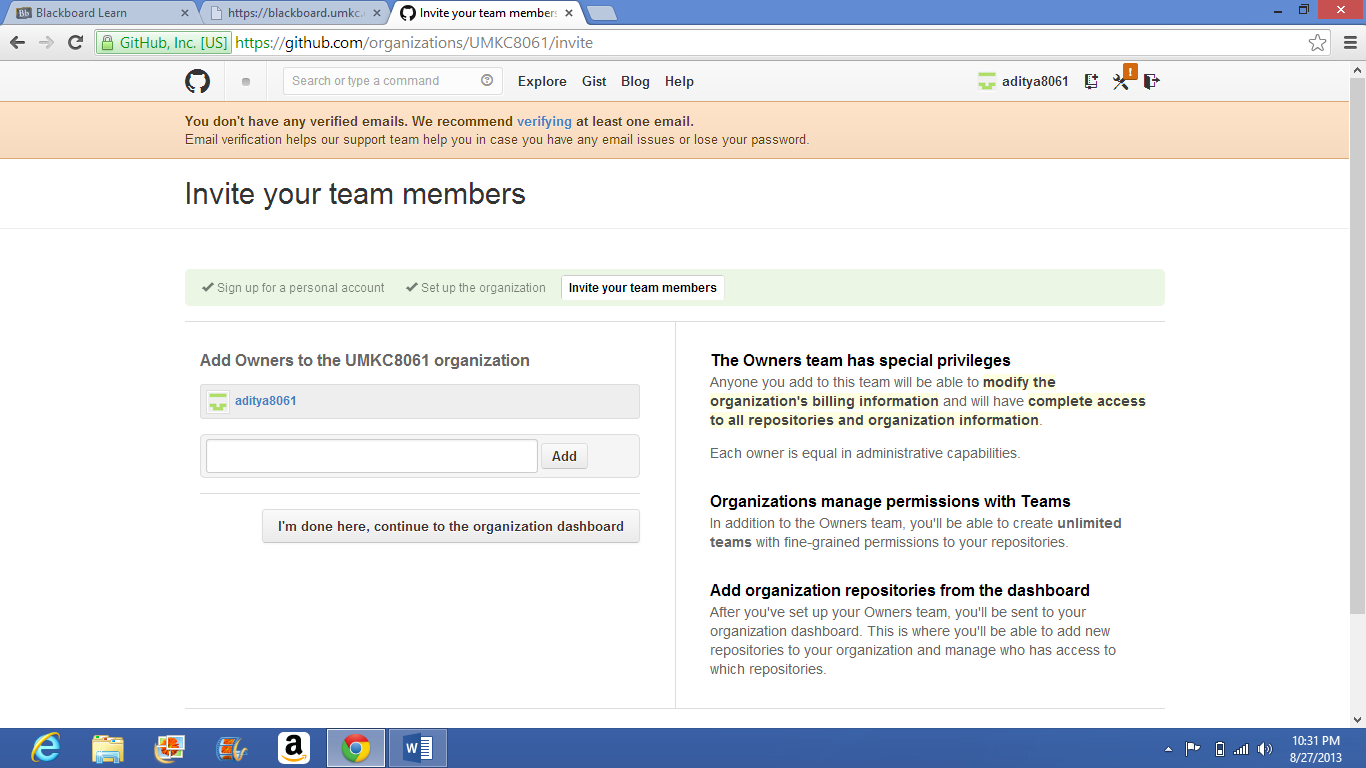 Blackboard Learn
https://blackboard.umkc.
Invite your team members
GitHub, Inc. [US]
https://github.com/organizations/UMKC8061/invite
Search or type a command
Explore
Gist
Blog
Help
aditya8061
You don't have any verified emails. We recommend verifying at least one email.
Email verification helps our support team help you in case you have any email issues or lose your password.
Invite your team members
Sign up for a personal account
Set up the organization
Invite your team members
Add Owners to the UMKC8061 organization
aditya8061
Add
I'm done here, continue to the organization dashboard
The Owners team has special privileges
Anyone you add to this team will be able to modify the
organization's billing information and will have complete access
to all repositories and organization information.
Each owner is equal in administrative capabilities.
Organizations manage permissions with Teams
In addition to the Owners team, you'll be able to create unlimited
teams with fine-grained permissions to your repositories.
Add organization repositories from the dashboard
After you've set up your Owners team, you'll be sent to your
organization dashboard. This is where you'll be able to add new
repositories to your organization and manage who has access to
which repositories.
10:31 PM
8/27/2013